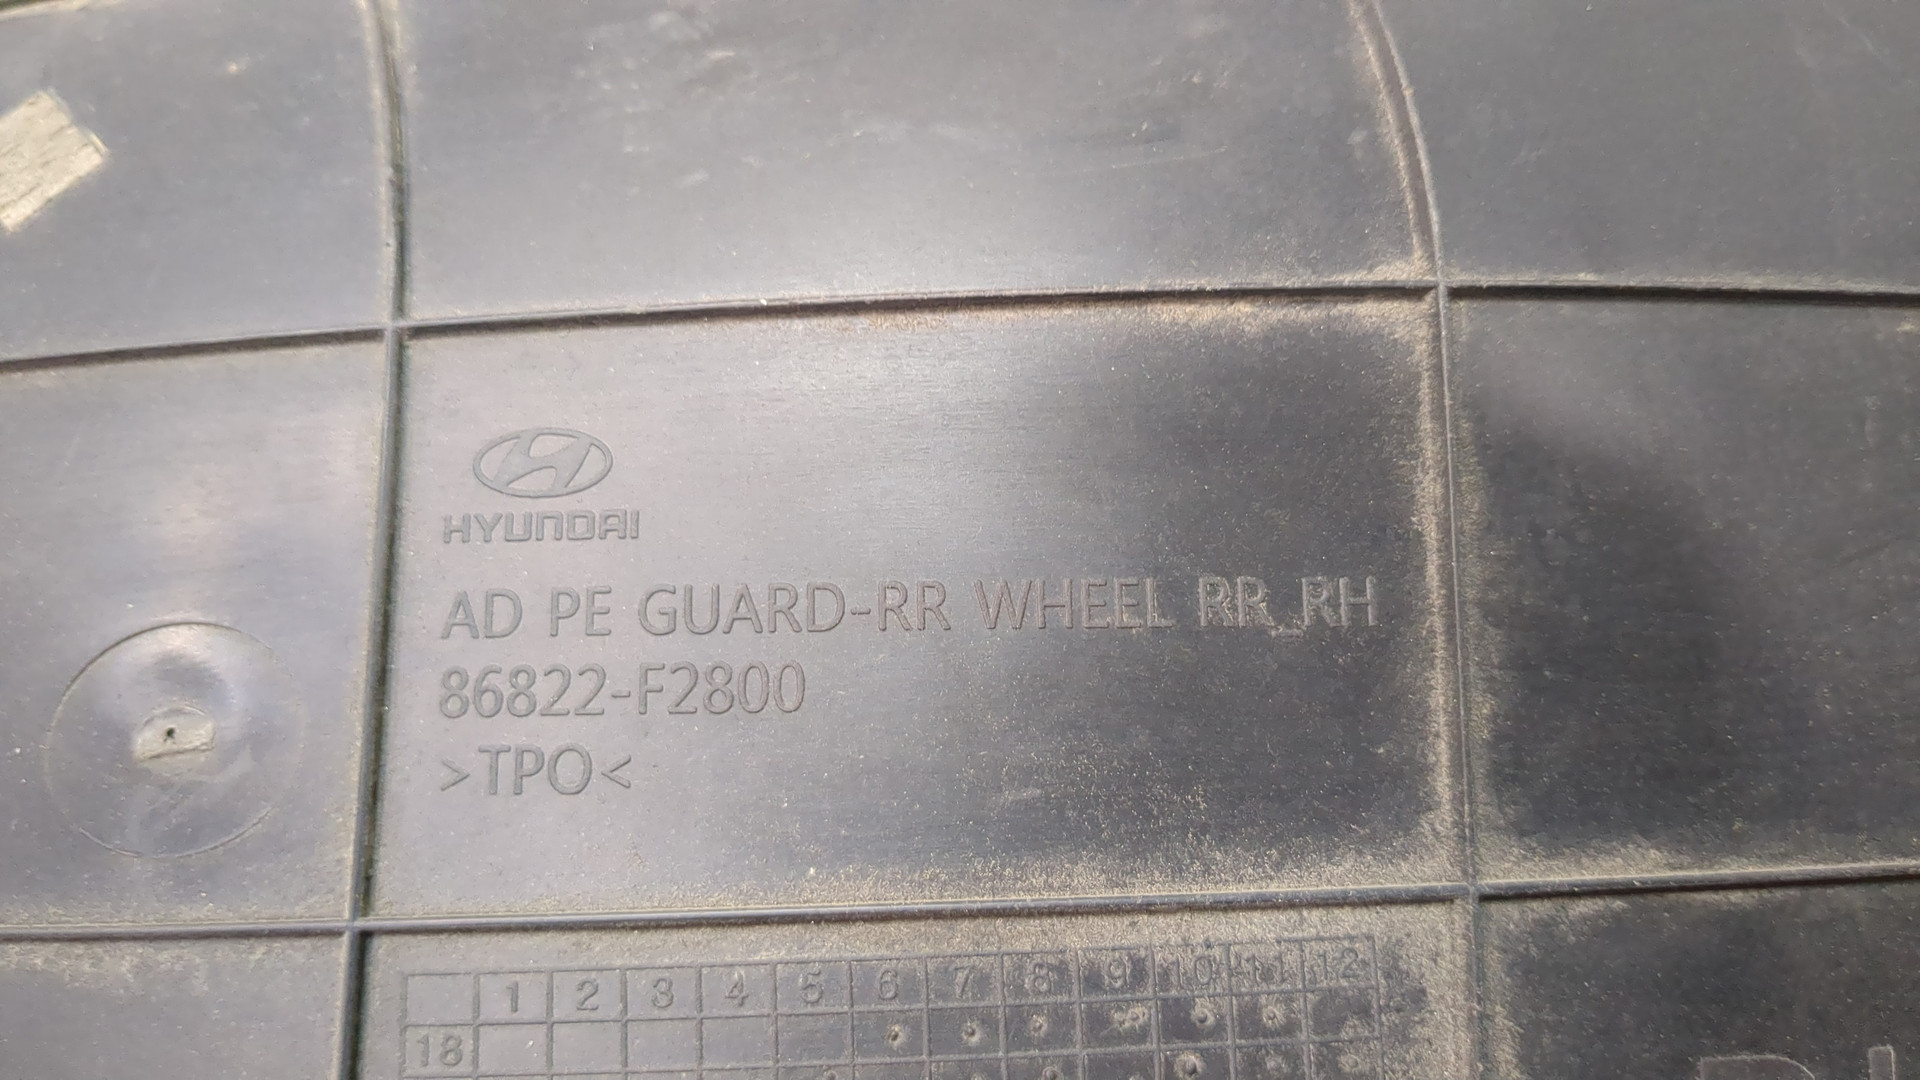 HYUNDAI
AD PE GUARD-RR WHEEL RR_RH
86822-F2800
>TPO<
1 2 3 4 5 6 7 8 9 10 11 12
18